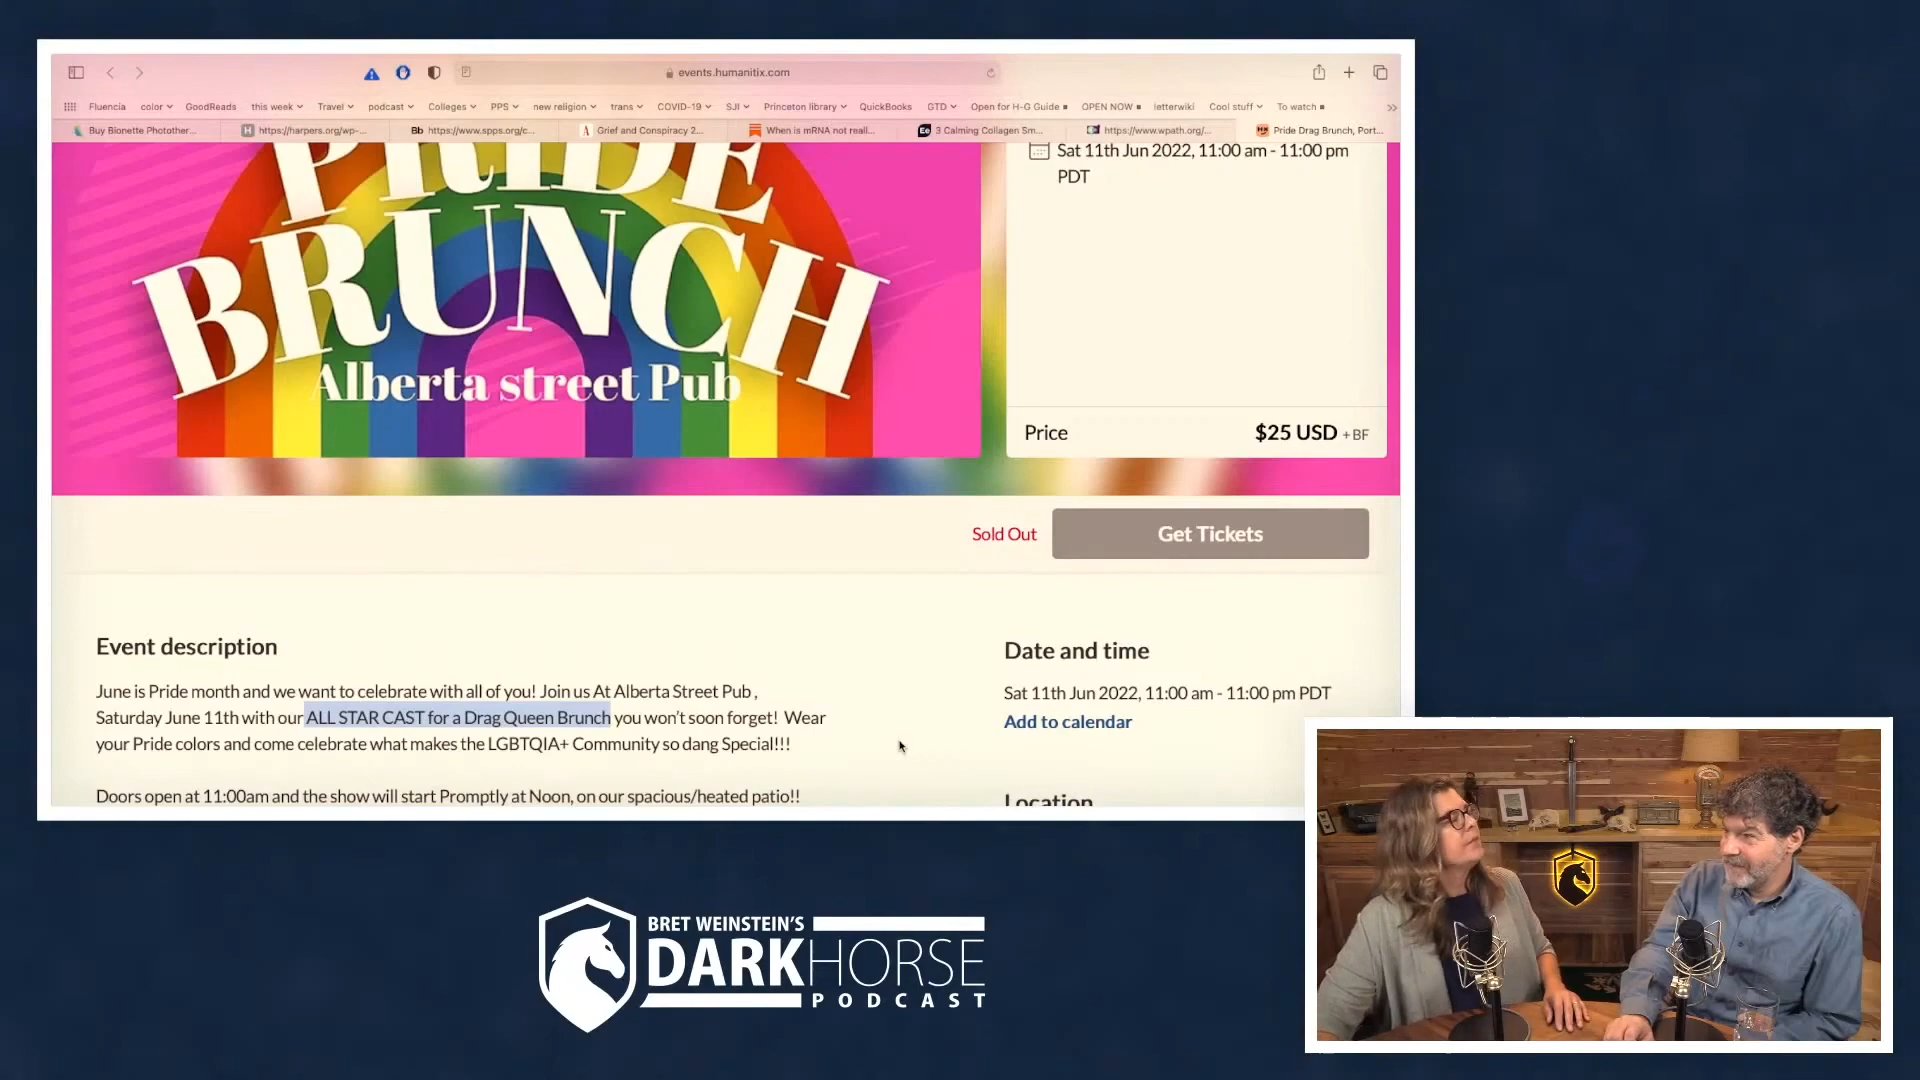 events.humanitix.com
Fluencia color GoodReads this week Travel podcast Colleges PPS new religion trans COVID-19 SJI Princeton library QuickBooks GTD Open for H-G Guide OPEN NOW letterwiki Cool stuff To watch
Buy Bionette Photother... H https://harpers.org/wp-... Bb https://www.spps.org/c... A Grief and Conspiracy 2... When is mRNA not reall... Ee 3 Calming Collagen Sm... https://www.wpath.org/... HX Pride Drag Brunch, Port...
PRIDE
BRUNCH
Alberta street Pub
Sat 11th Jun 2022, 11:00 am - 11:00 pm
PDT
Price $25 USD + BF
Sold Out Get Tickets
Event description
June is Pride month and we want to celebrate with all of you! Join us At Alberta Street Pub ,
Saturday June 11th with our ALL STAR CAST for a Drag Queen Brunch you won't soon forget! Wear
your Pride colors and come celebrate what makes the LGBTQIA+ Community so dang Special!!!
Doors open at 11:00am and the show will start Promptly at Noon, on our spacious/heated patio!!
Date and time
Sat 11th Jun 2022, 11:00 am - 11:00 pm PDT
Add to calendar
Location
BRET WEINSTEIN'S
DARKHORSE
PODCAST